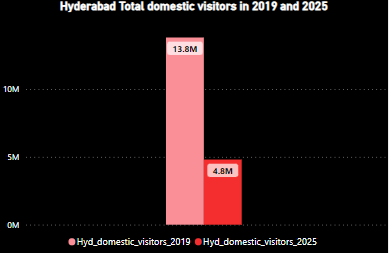 Hyderabad Total domestic visitors in 2019 and 2025
13.8M
10M
5M
4.8M
0M
Hyd_domestic_visitors_2019 Hyd_domestic_visitors_2025